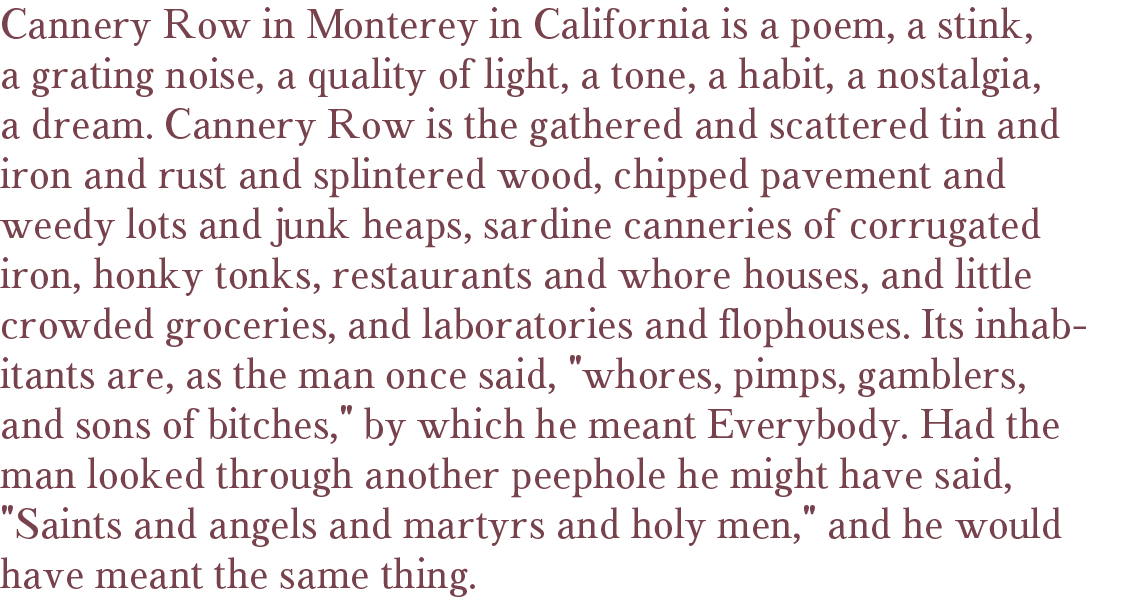 Cannery Row in Monterey in California is a poem, a stink,
a grating noise, a quality of light, a tone, a habit, a nostalgia,
a dream. Cannery Row is the gathered and scattered tin and
iron and rust and splintered wood, chipped pavement and
weedy lots and junk heaps, sardine canneries of corrugated
iron, honky tonks, restaurants and whore houses, and little
crowded groceries, and laboratories and flophouses. Its inhab-
itants are, as the man once said, "whores, pimps, gamblers,
and sons of bitches," by which he meant Everybody. Had the
man looked through another peephole he might have said,
"Saints and angels and martyrs and holy men," and he would
have meant the same thing.